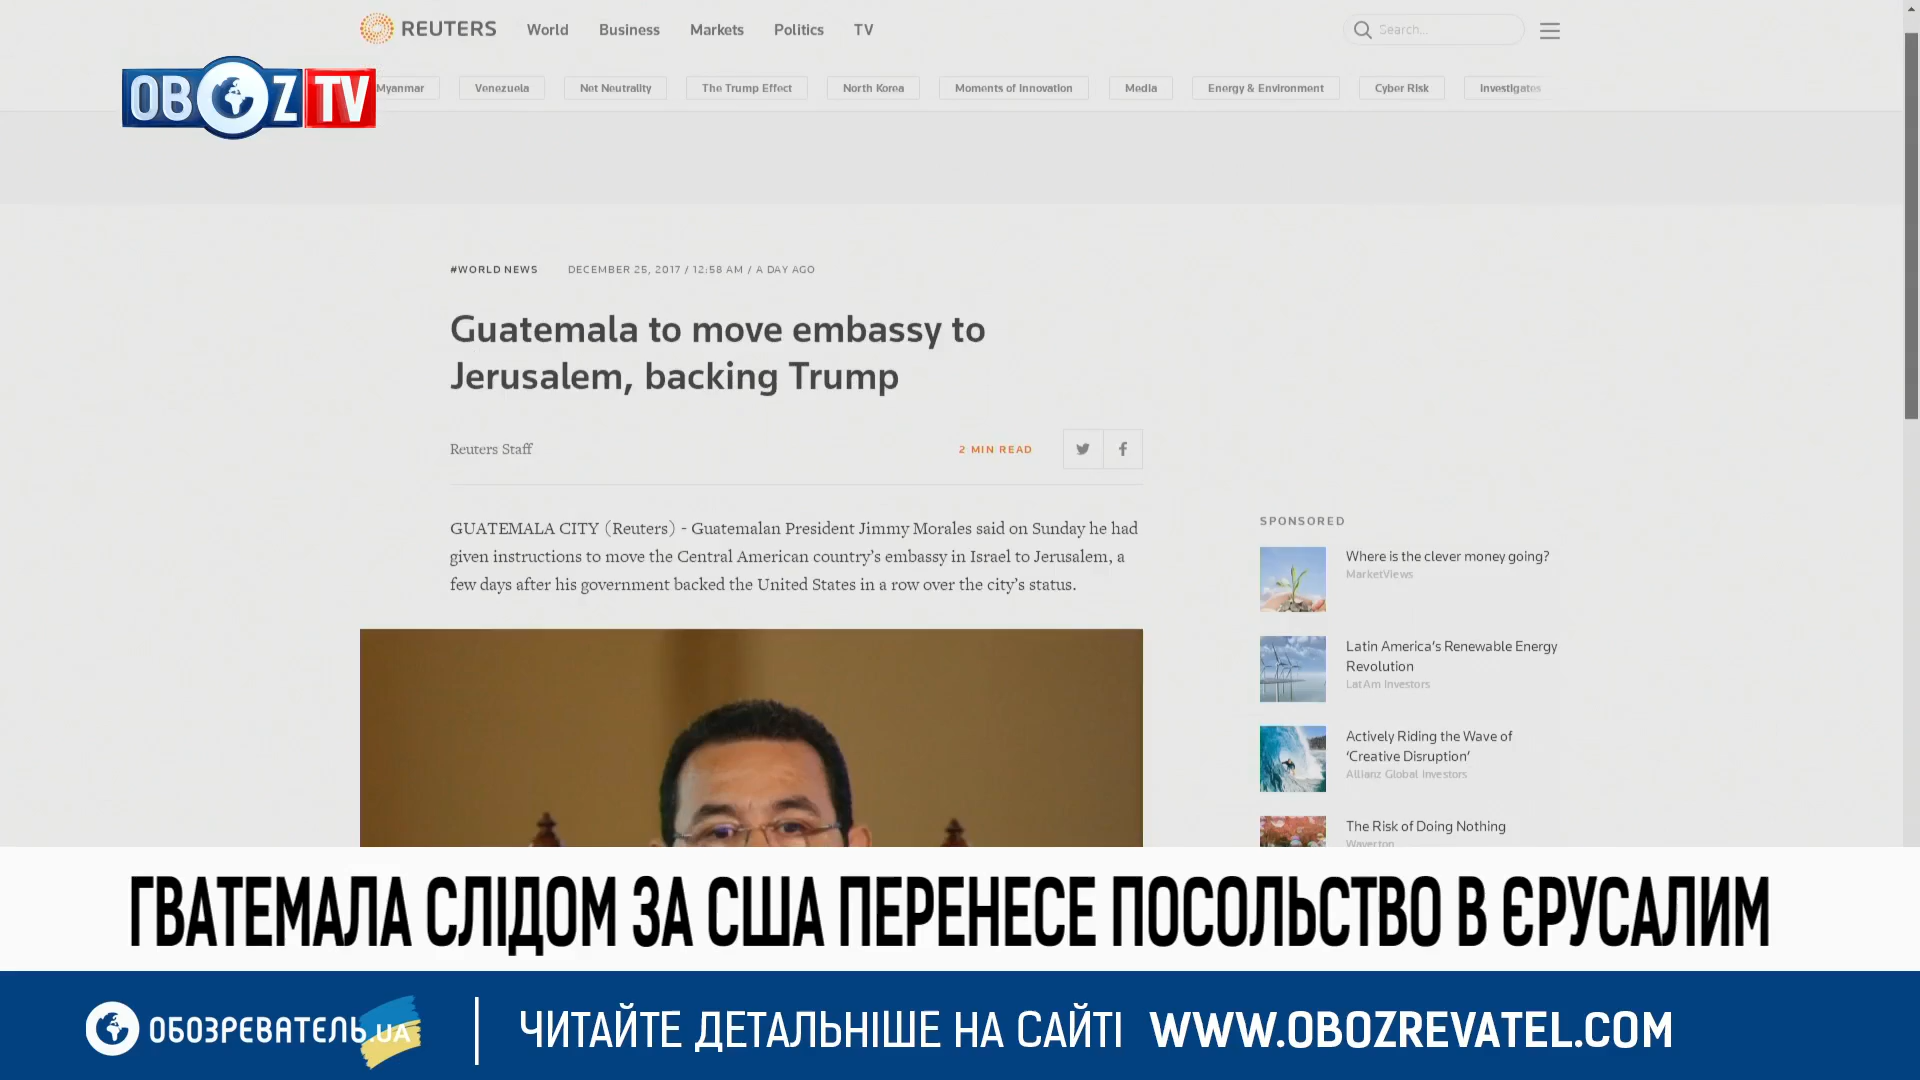 REUTERS World Business Markets Politics TV Search...
OBOZ TV
Myanmar Venezuela Net Neutrality The Trump Effect North Korea Moments of Innovation Media Energy & Environment Cyber Risk Investigates
#WORLD NEWS DECEMBER 25, 2017 / 12:58 AM / A DAY AGO
Guatemala to move embassy to
Jerusalem, backing Trump
Reuters Staff 2 MIN READ
GUATEMALA CITY (Reuters) - Guatemalan President Jimmy Morales said on Sunday he had
given instructions to move the Central American country’s embassy in Israel to Jerusalem, a
few days after his government backed the United States in a row over the city’s status.
SPONSORED
Where is the clever money going?
MarketViews
Latin America’s Renewable Energy
Revolution
LatAm Investors
Actively Riding the Wave of
‘Creative Disruption’
Allianz Global Investors
The Risk of Doing Nothing
Waverton
ГВАТЕМАЛА СЛІДОМ ЗА США ПЕРЕНЕСЕ ПОСОЛЬСТВО В ЄРУСАЛИМ
ОБОЗРЕВАТЕЛЬ.UA ЧИТАЙТЕ ДЕТАЛЬНІШЕ НА САЙТІ WWW.OBOZREVATEL.COM